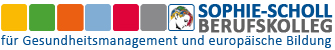 SOPHIE-SCHOLL
BERUFSKOLLEG
für Gesundheitsmanagement und europäische Bildung